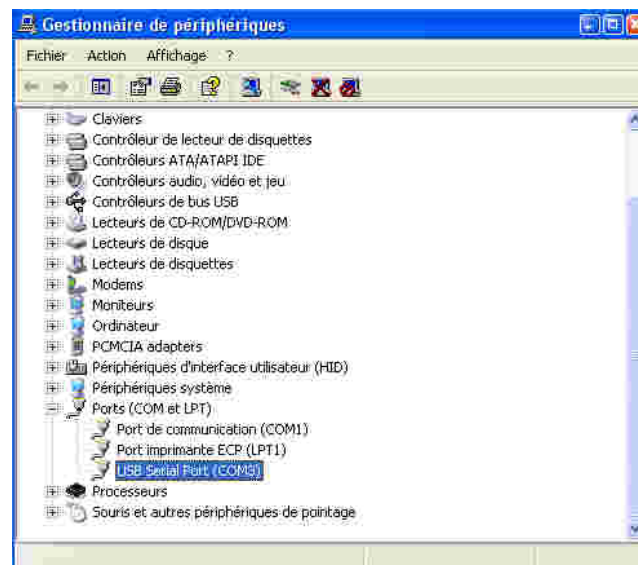 Gestionnaire de périphériques
Fichier Action Affichage ?
Claviers
Contrôleur de lecteur de disquettes
Contrôleurs ATA/ATAPI IDE
Contrôleurs audio, vidéo et jeu
Contrôleurs de bus USB
Lecteurs de CD-ROM/DVD-ROM
Lecteurs de disque
Lecteurs de disquettes
Modems
Moniteurs
Ordinateur
PCMCIA adapters
Périphériques d'interface utilisateur (HID)
Périphériques système
Ports (COM et LPT)
Port de communication (COM1)
Port imprimante ECP (LPT1)
USB Serial Port (COM3)
Processeurs
Souris et autres périphériques de pointage